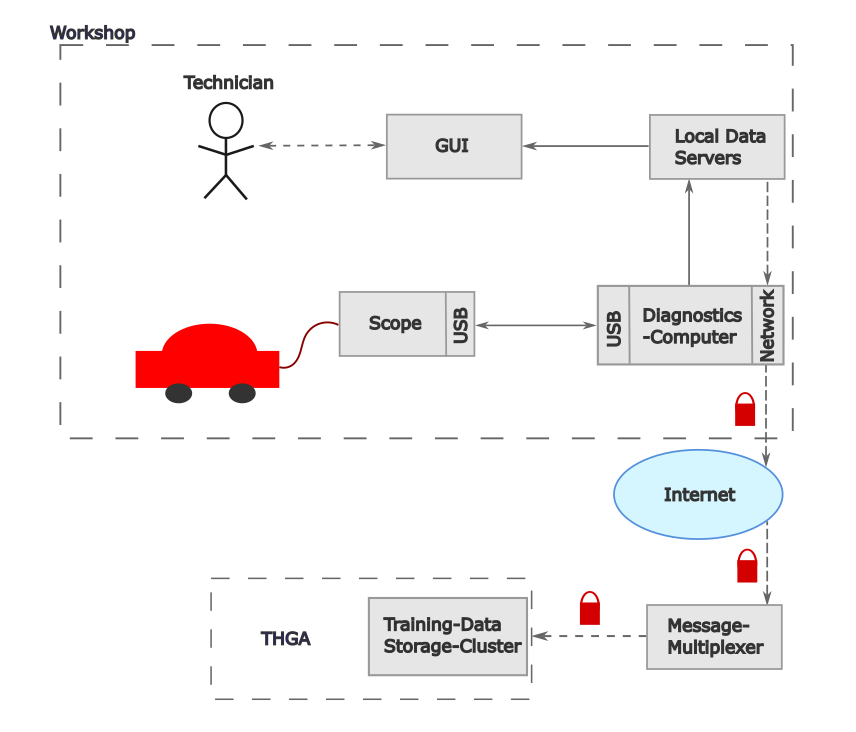 Workshop
Technician
GUI
Local Data
Servers
Scope
USB
USB
Diagnostics
-Computer
Network
Internet
THGA
Training-Data
Storage-Cluster
Message-
Multiplexer